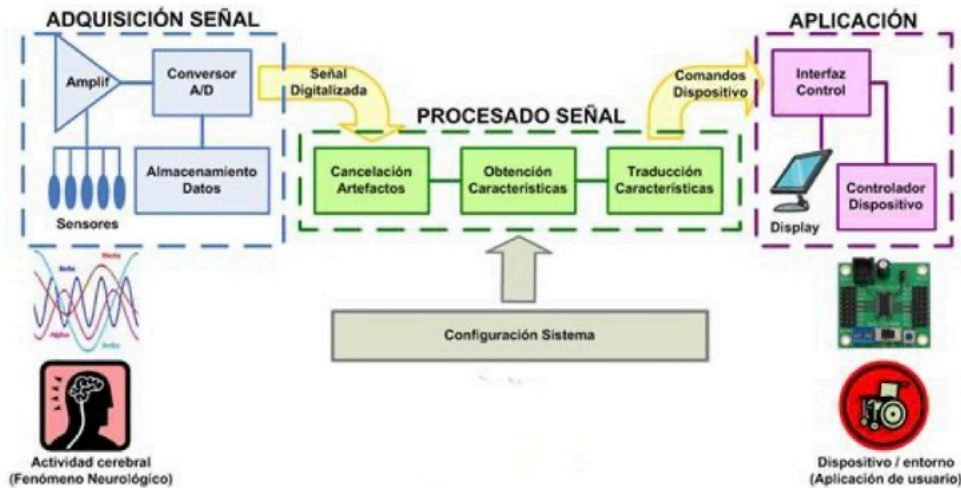 ADQUISICIÓN SEÑAL
Amplif
Conversor
A/D
Almacenamiento
Datos
Sensores
Señal
Digitalizada
PROCESADO SEÑAL
Cancelación
Artefactos
Obtención
Características
Traducción
Características
Comandos
Dispositivo
APLICACIÓN
Interfaz
Control
Display
Controlador
Dispositivo
Configuración Sistema
Actividad cerebral
(Fenómeno Neurológico)
Dispositivo / entorno
(Aplicación de usuario)